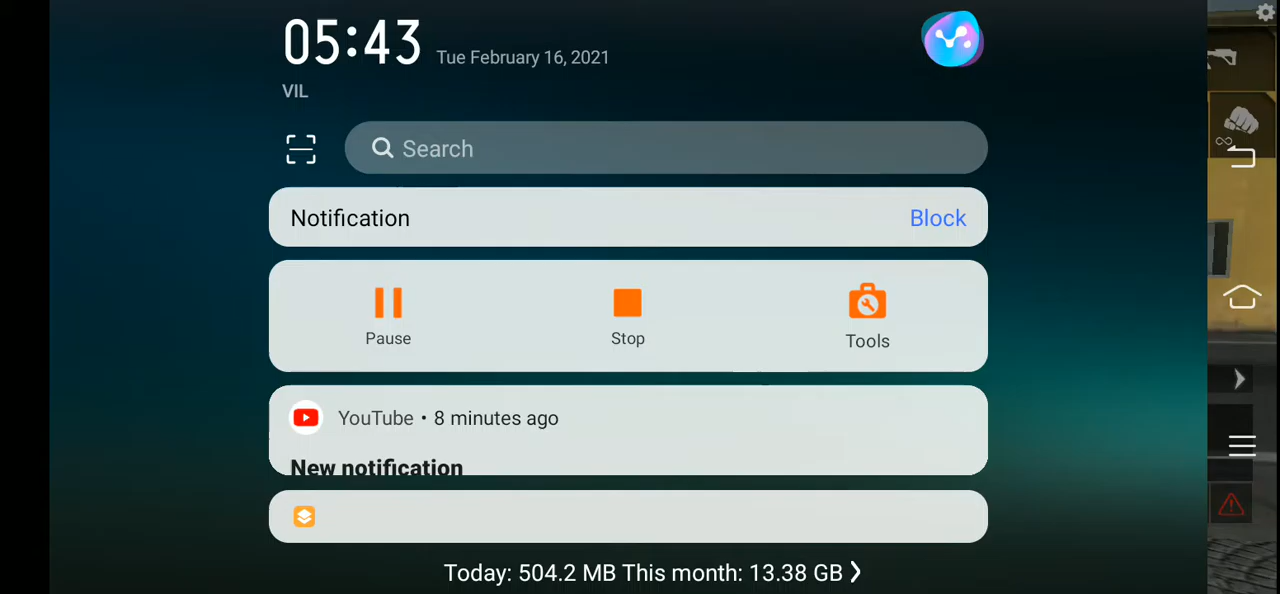 05:43 Tue February 16, 2021
VIL
Search
Notification Block
Pause Stop Tools
YouTube • 8 minutes ago
New notification
Today: 504.2 MB This month: 13.38 GB